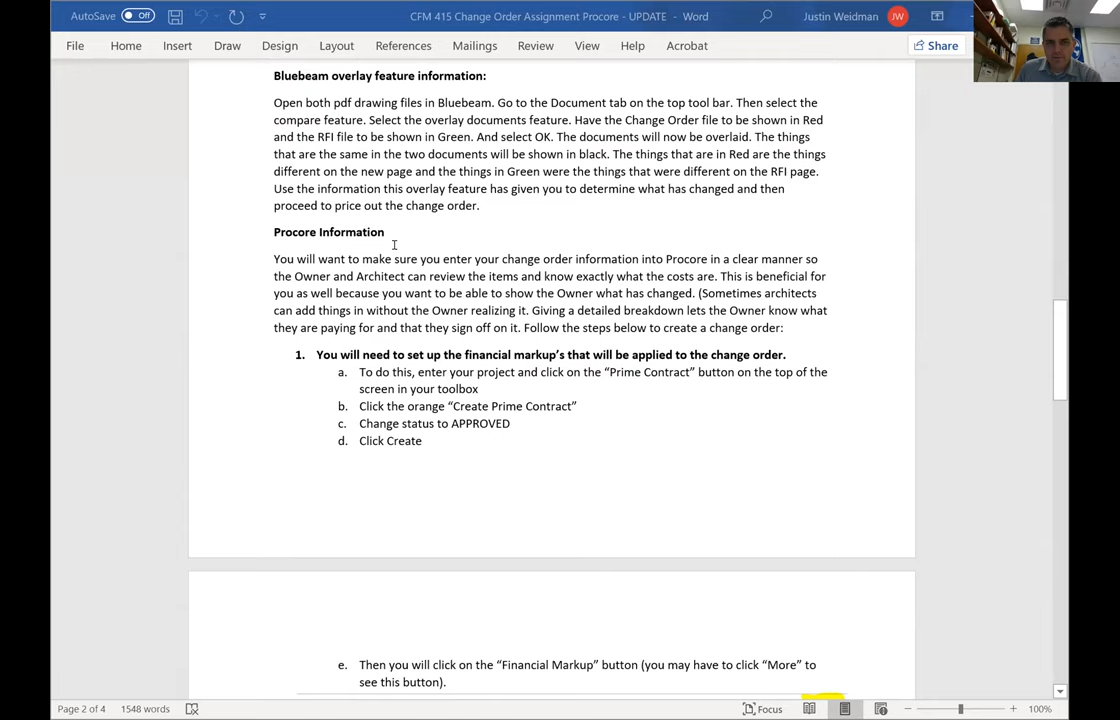 AutoSave Off CFM 415 Change Order Assignment Procore - UPDATE - Word Justin Weidman JW
File Home Insert Draw Design Layout References Mailings Review View Help Acrobat Share
Bluebeam overlay feature information:
Open both pdf drawing files in Bluebeam. Go to the Document tab on the top tool bar. Then select the
compare feature. Select the overlay documents feature. Have the Change Order file to be shown in Red
and the RFI file to be shown in Green. And select OK. The documents will now be overlaid. The things
that are the same in the two documents will be shown in black. The things that are in Red are the things
different on the new page and the things in Green were the things that were different on the RFI page.
Use the information this overlay feature has given you to determine what has changed and then
proceed to price out the change order.
Procore Information
You will want to make sure you enter your change order information into Procore in a clear manner so
the Owner and Architect can review the items and know exactly what the costs are. This is beneficial for
you as well because you want to be able to show the Owner what has changed. (Sometimes architects
can add things in without the Owner realizing it. Giving a detailed breakdown lets the Owner know what
they are paying for and that they sign off on it. Follow the steps below to create a change order:
1. You will need to set up the financial markup's that will be applied to the change order.
a. To do this, enter your project and click on the “Prime Contract” button on the top of the
screen in your toolbox
b. Click the orange “Create Prime Contract”
c. Change status to APPROVED
d. Click Create
e. Then you will click on the “Financial Markup” button (you may have to click “More” to
see this button).
Page 2 of 4 1548 words Focus 100%